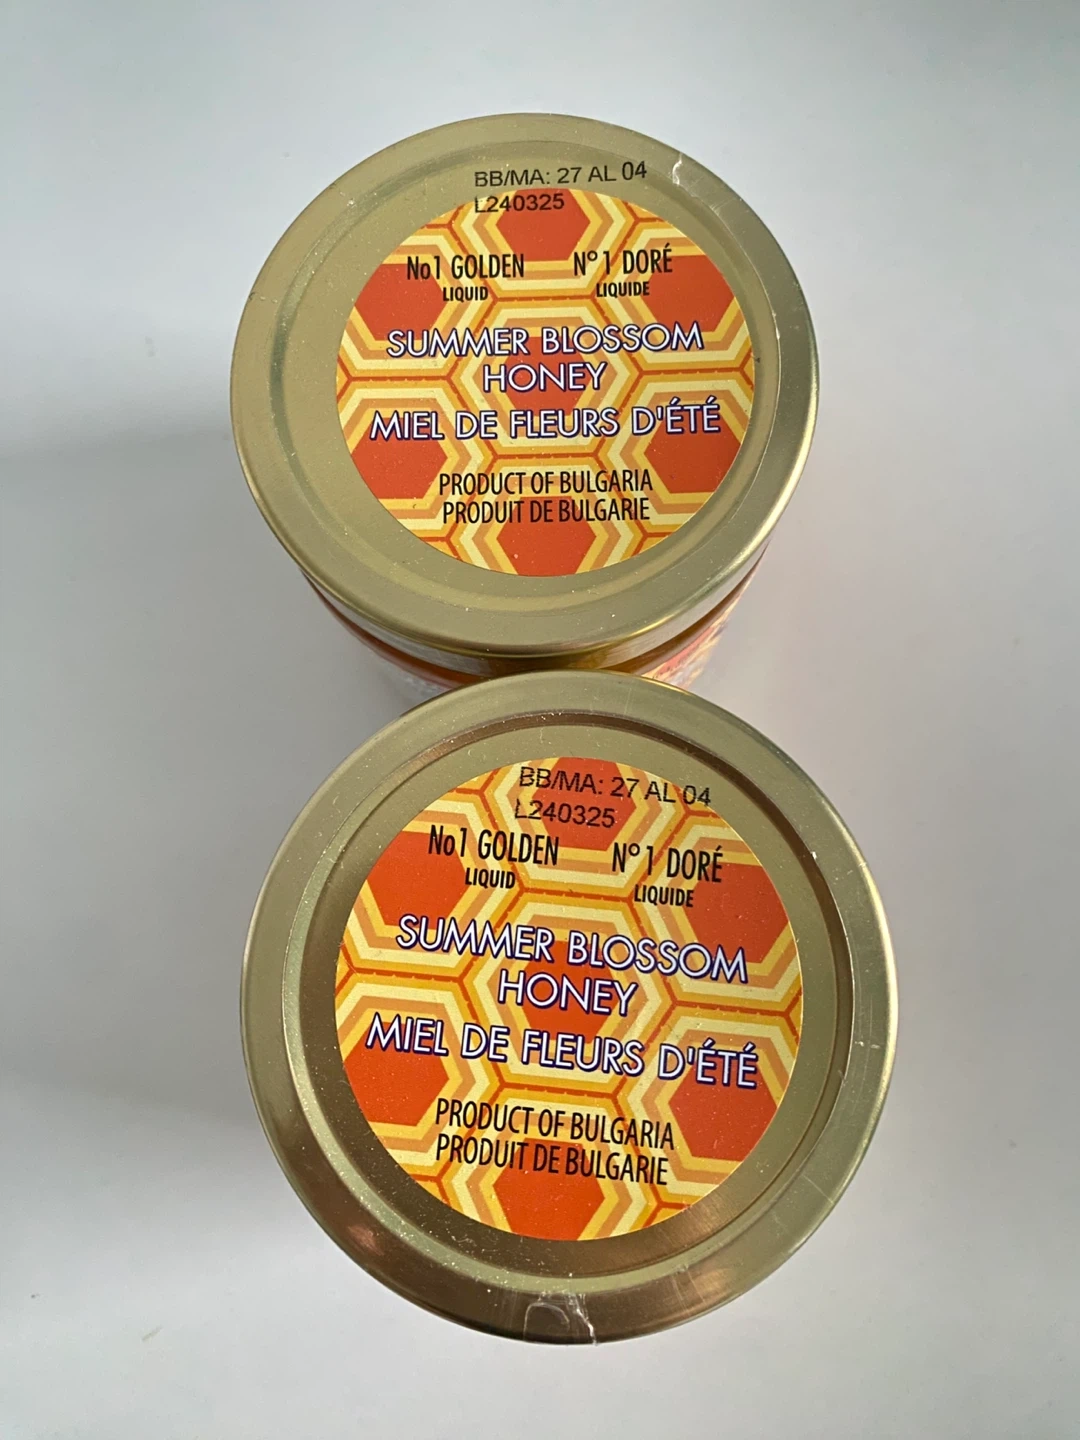 BB/MA: 27 AL 04
L240325
No1 GOLDEN N°1 DORÉ
LIQUID LIQUIDE
SUMMER BLOSSOM
HONEY
MIEL DE FLEURS D'ÉTÉ
PRODUCT OF BULGARIA
PRODUIT DE BULGARIE
BB/MA: 27 AL 04
L240325
No1 GOLDEN N°1 DORÉ
LIQUID LIQUIDE
SUMMER BLOSSOM
HONEY
MIEL DE FLEURS D'ÉTÉ
PRODUCT OF BULGARIA
PRODUIT DE BULGARIE